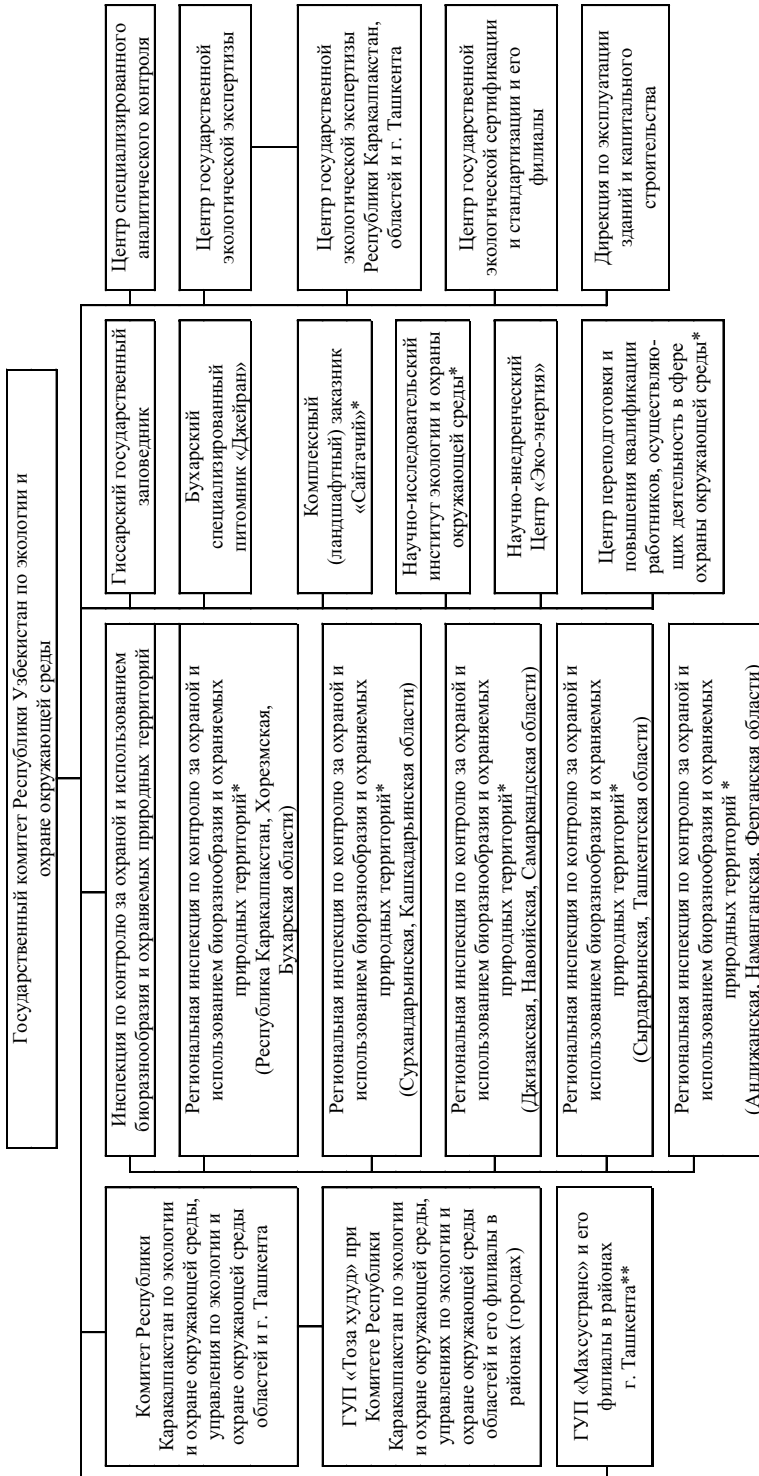 Государственный комитет Республики Узбекистан по экологии и
охране окружающей среды
Комитет Республики
Каракалпакстан по экологии
и охране окружающей среды,
управления по экологии и
охране окружающей среды
областей и г. Ташкента
ГУП «Тоза худуд» при
Комитете Республики
Каракалпакстан по экологии
и охране окружающей среды,
управлениях по экологии и
охране окружающей среды
областей и его филиалы в
районах (городах)
ГУП «Махсустранс» и его
филиалы в районах
г. Ташкента**
Инспекция по контролю за охраной и использованием
биоразнообразия и охраняемых природных территорий
Региональная инспекция по контролю за охраной и
использованием биоразнообразия и охраняемых
природных территорий*
(Республика Каракалпакстан, Хорезмская,
Бухарская области)
Региональная инспекция по контролю за охраной и
использованием биоразнообразия и охраняемых
природных территорий*
(Сурхандарьинская, Кашкадарьинская области)
Региональная инспекция по контролю за охраной и
использованием биоразнообразия и охраняемых
природных территорий*
(Джизакская, Навоийская, Самаркандская области)
Региональная инспекция по контролю за охраной и
использованием биоразнообразия и охраняемых
природных территорий*
(Сырдарьинская, Ташкентская области)
Региональная инспекция по контролю за охраной и
использованием биоразнообразия и охраняемых
природных территорий *
(Андижанская, Наманганская, Ферганская области)
Гиссарский государственный
заповедник
Бухарский
специализированный
питомник «Джейран»
Комплексный
(ландшафтный) заказник
«Сайгачий»*
Научно-исследовательский
институт экологии и охраны
окружающей среды*
Научно-внедренческий
Центр «Эко-энергия»
Центр переподготовки и
повышения квалификации
работников, осуществляю-
щих деятельность в сфере
охраны окружающей среды*
Центр специализированного
аналитического контроля
Центр государственной
экологической экспертизы
Центр государственной
экологической экспертизы
Республики Каракалпакстан,
областей и г. Ташкента
Центр государственной
экологической сертификации
и стандартизации и его
филиалы
Дирекция по эксплуатации
зданий и капитального
строительства